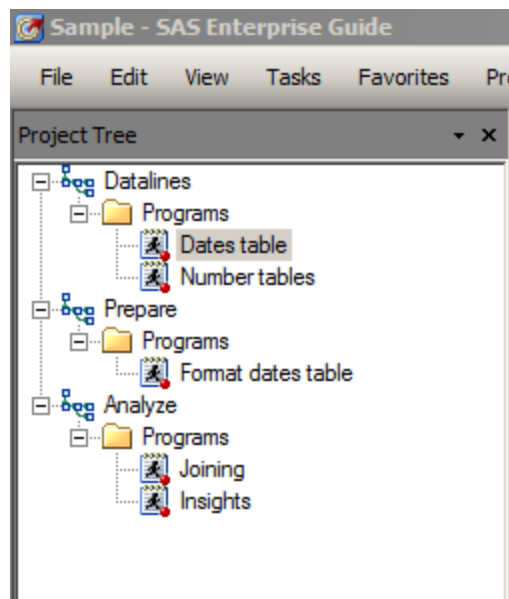 Sample - SAS Enterprise Guide
File Edit View Tasks Favorites Pr
Project Tree
Datalines
Programs
Dates table
Number tables
Prepare
Programs
Format dates table
Analyze
Programs
Joining
Insights